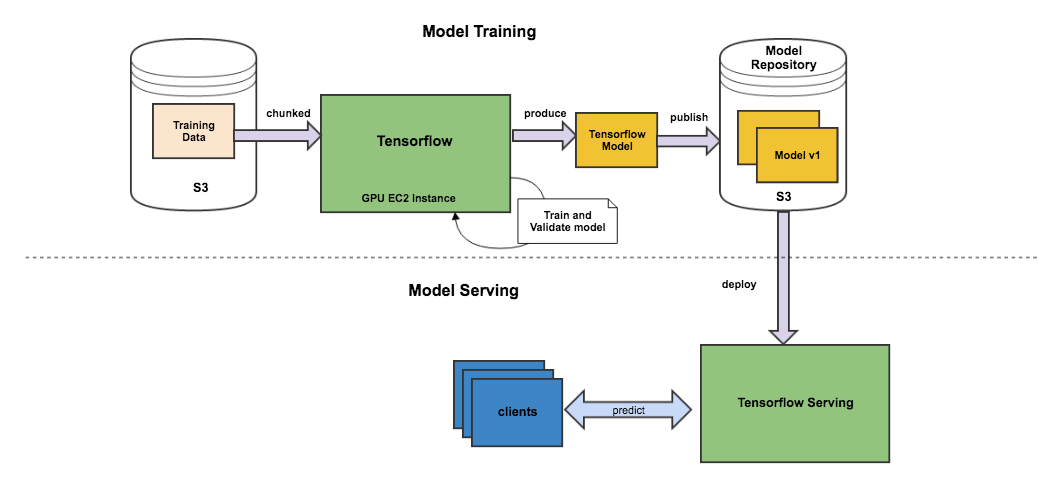 Model Training
Training
Data
S3
chunked
Tensorflow
GPU EC2 Instance
Train and
Validate model
produce
Tensorflow
Model
publish
Model
Repository
Model v1
S3
Model Serving
deploy
clients
predict
Tensorflow Serving